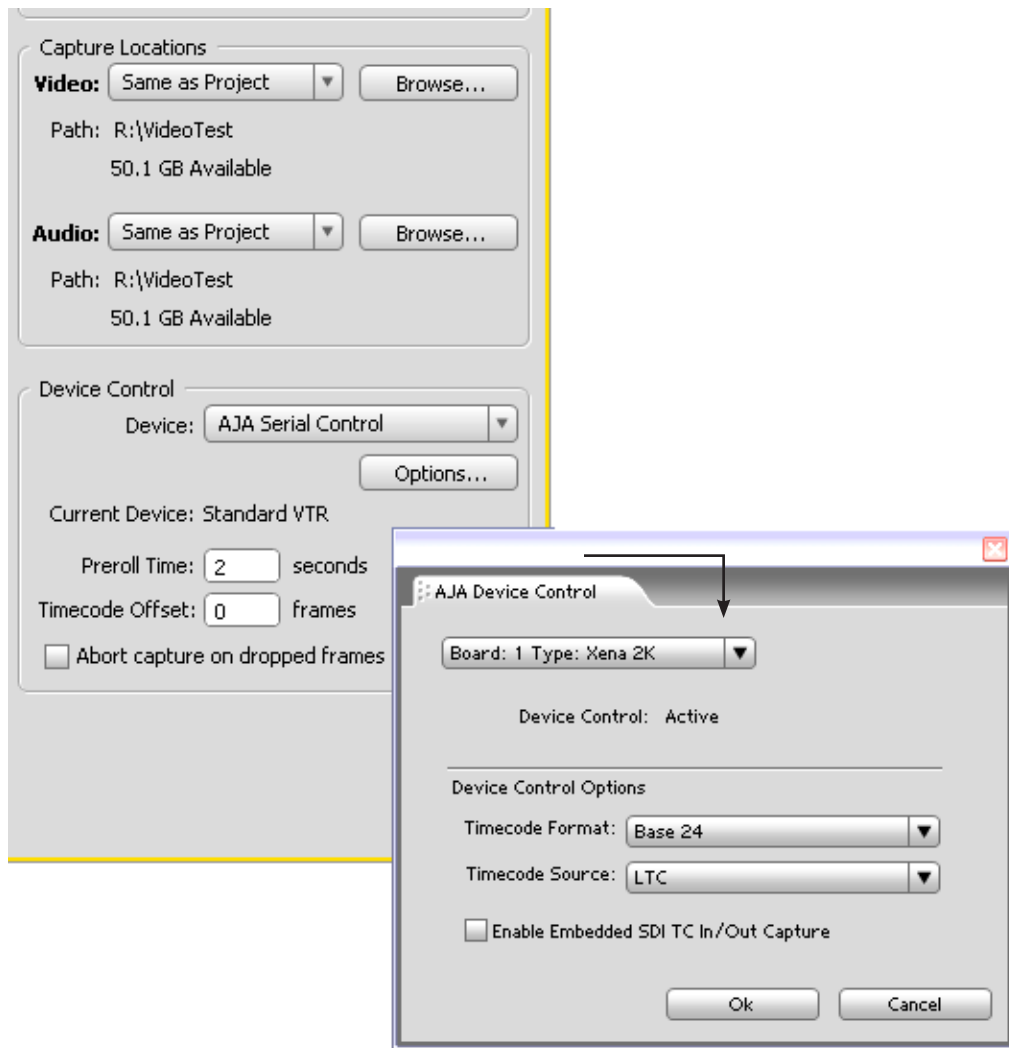 Capture Locations
Video: Same as Project Browse...
Path: R:\VideoTest
50.1 GB Available
Audio: Same as Project Browse...
Path: R:\VideoTest
50.1 GB Available
Device Control
Device: AJA Serial Control
Options...
Current Device: Standard VTR
Preroll Time: 2 seconds
Timecode Offset: 0 frames
Abort capture on dropped frames
AJA Device Control
Board: 1 Type: Xena 2K
Device Control: Active
Device Control Options
Timecode Format: Base 24
Timecode Source: LTC
Enable Embedded SDI TC In/Out Capture
Ok Cancel